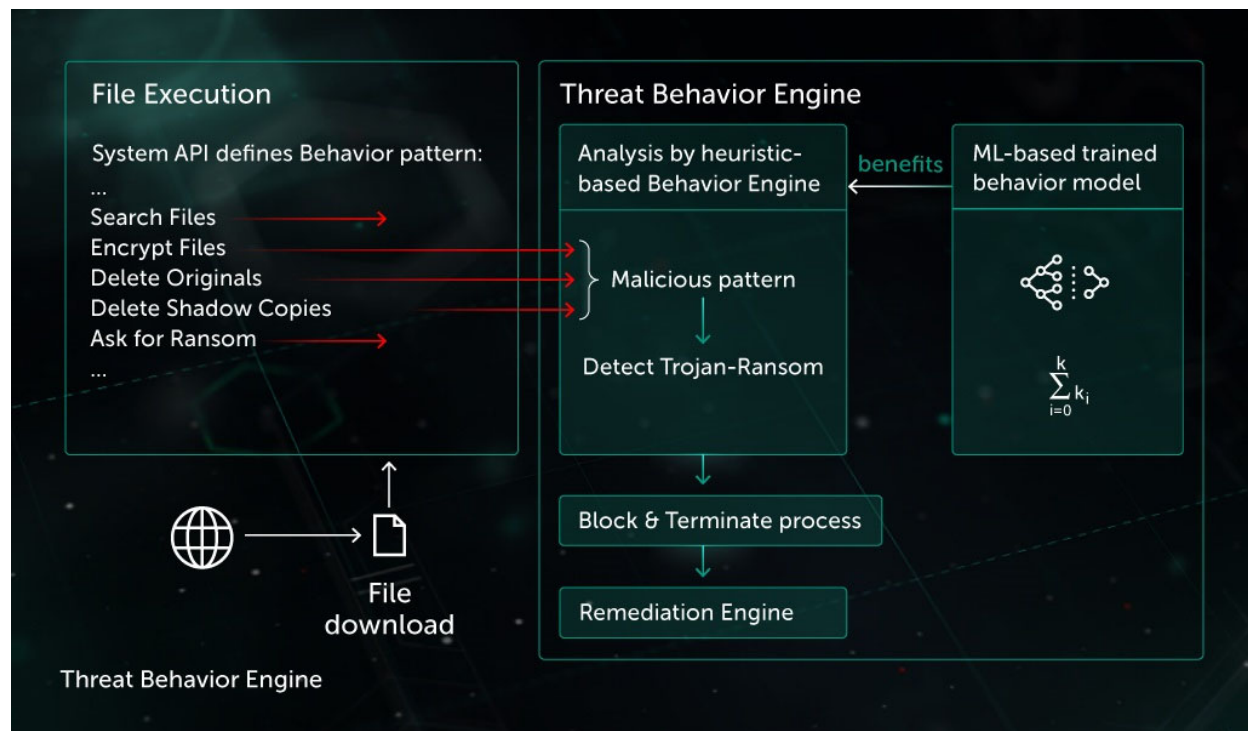 File Execution
System API defines Behavior pattern:
...
Search Files
Encrypt Files
Delete Originals
Delete Shadow Copies
Ask for Ransom
...
File
download
Threat Behavior Engine
Analysis by heuristic-
based Behavior Engine
benefits
ML-based trained
behavior model
Malicious pattern
Detect Trojan-Ransom
k
∑ kᵢ
i=0
Block & Terminate process
Remediation Engine
Threat Behavior Engine